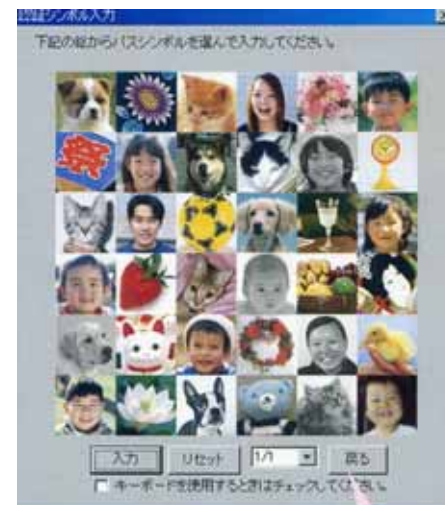 シンボル入力
下記の絵からパスシンボルを選んで入力してください。
祭
入力 リセット 1/1 戻る
キーボードを使用するときはチェックしてください。